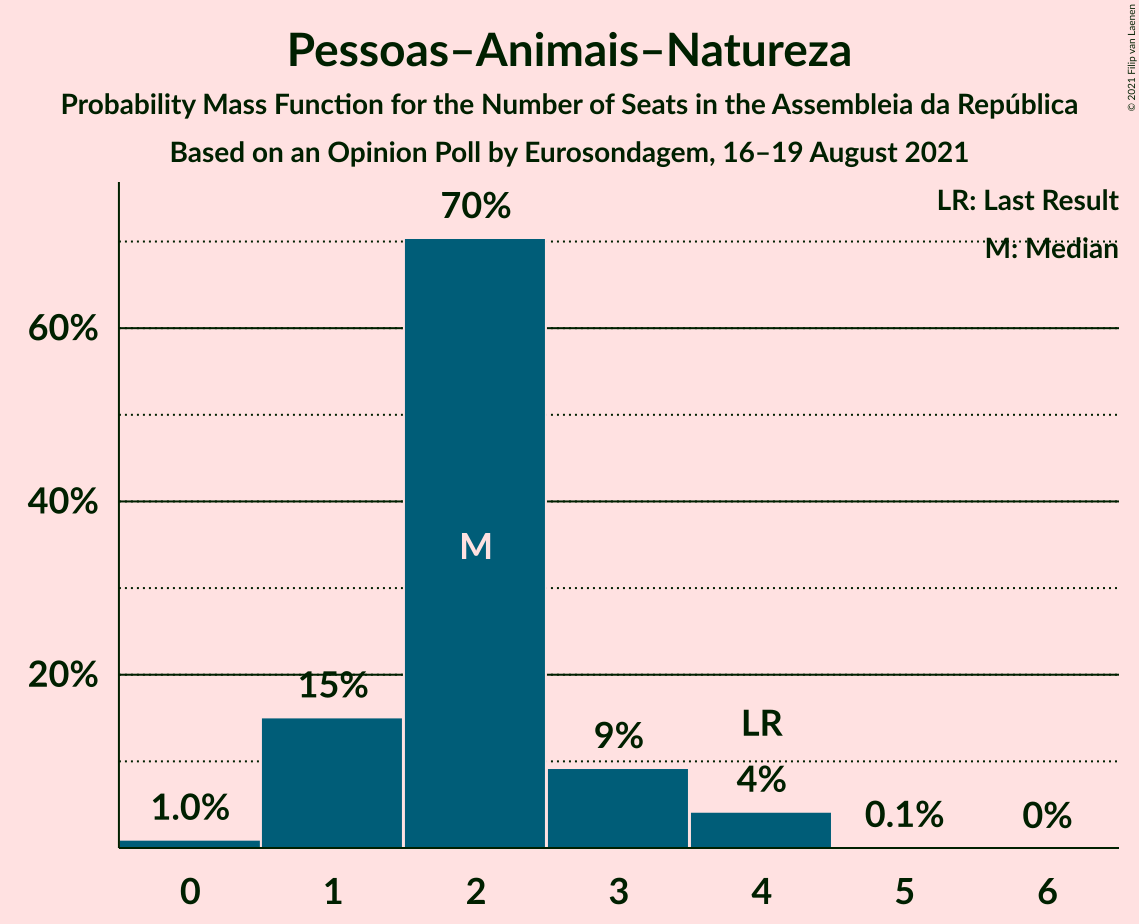 Pessoas–Animais–Natureza
Probability Mass Function for the Number of Seats in the Assembleia da República
Based on an Opinion Poll by Eurosondagem, 16–19 August 2021
© 2021 Filip van Laenen
LR: Last Result
M: Median
70%
60%
40%
M
20%
15%
9%
LR
4%
1.0%
0.1%
0%
0 1 2 3 4 5 6